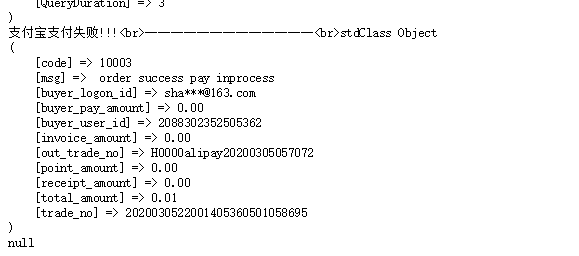 [QueryDuration] => 3
)
支付宝支付失败!!!<br>—————————————<br>stdClass Object
(
[code] => 10003
[msg] =>  order success pay inprocess
[buyer_logon_id] => sha***@163.com
[buyer_pay_amount] => 0.00
[buyer_user_id] => 2088302352505362
[invoice_amount] => 0.00
[out_trade_no] => H0000alipay20200305057072
[point_amount] => 0.00
[receipt_amount] => 0.00
[total_amount] => 0.01
[trade_no] => 2020030522001405360501058695
)
null